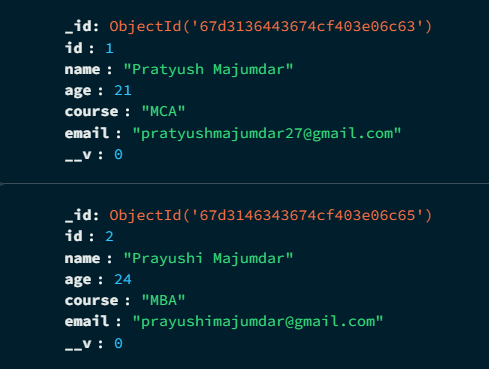 _id: ObjectId('67d3136443674cf403e06c63')
id : 1
name : "Pratyush Majumdar"
age : 21
course : "MCA"
email : "pratyushmajumdar27@gmail.com"
__v : 0
_id: ObjectId('67d3146343674cf403e06c65')
id : 2
name : "Prayushi Majumdar"
age : 24
course : "MBA"
email : "prayushimajumdar@gmail.com"
__v : 0